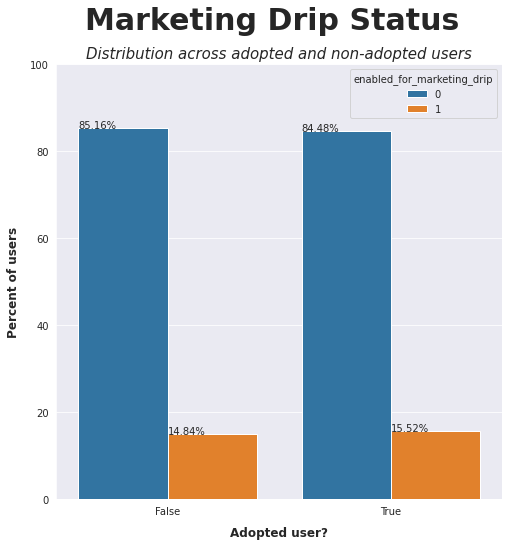 Marketing Drip Status
Distribution across adopted and non-adopted users
100
enabled_for_marketing_drip
0
1
85.16%
84.48%
80
60
Percent of users
40
20
14.84%
15.52%
0
False
True
Adopted user?